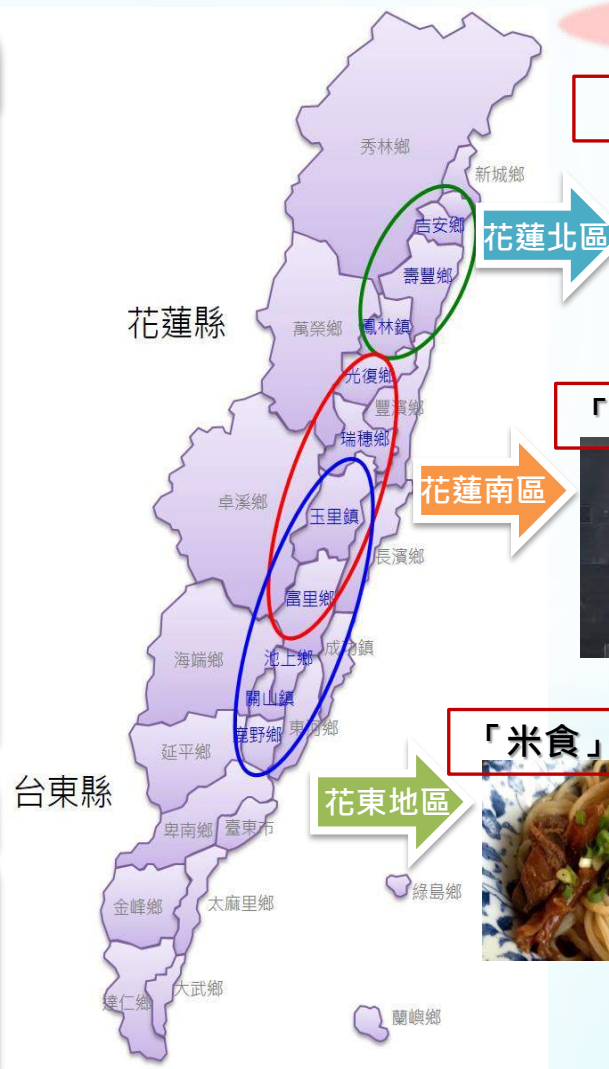 秀林鄉
新城鄉
吉安鄉
花蓮北區
壽豐鄉
花蓮縣
萬榮鄉
鳳林鎮
光復鄉
豐濱鄉
「
瑞穗鄉
花蓮南區
卓溪鄉
玉里鎮
長濱鄉
富里鄉
成功鎮
海端鄉
池上鄉
關山鎮
東河鄉
鹿野鄉
「米食」
延平鄉
台東縣
花東地區
卑南鄉
臺東市
綠島鄉
金峰鄉
太麻里鄉
大武鄉
達仁鄉
蘭嶼鄉